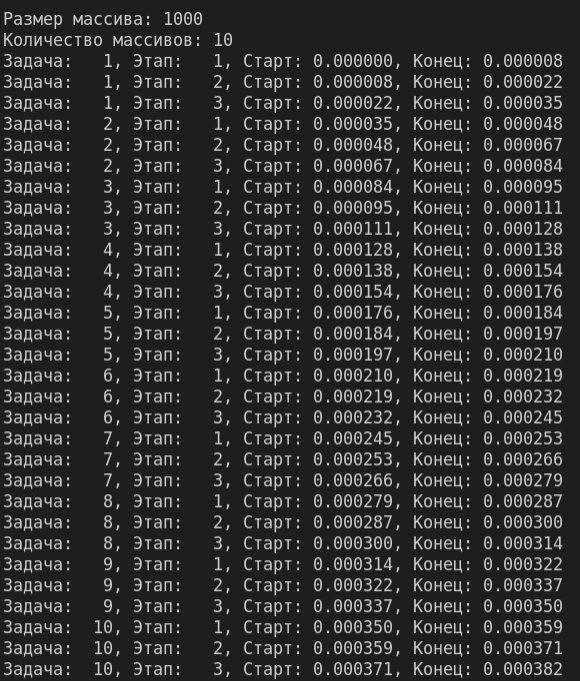 Размер массива: 1000
Количество массивов: 10
Задача:   1, Этап:   1, Старт: 0.000000, Конец: 0.000008
Задача:   1, Этап:   2, Старт: 0.000008, Конец: 0.000022
Задача:   1, Этап:   3, Старт: 0.000022, Конец: 0.000035
Задача:   2, Этап:   1, Старт: 0.000035, Конец: 0.000048
Задача:   2, Этап:   2, Старт: 0.000048, Конец: 0.000067
Задача:   2, Этап:   3, Старт: 0.000067, Конец: 0.000084
Задача:   3, Этап:   1, Старт: 0.000084, Конец: 0.000095
Задача:   3, Этап:   2, Старт: 0.000095, Конец: 0.000111
Задача:   3, Этап:   3, Старт: 0.000111, Конец: 0.000128
Задача:   4, Этап:   1, Старт: 0.000128, Конец: 0.000138
Задача:   4, Этап:   2, Старт: 0.000138, Конец: 0.000154
Задача:   4, Этап:   3, Старт: 0.000154, Конец: 0.000176
Задача:   5, Этап:   1, Старт: 0.000176, Конец: 0.000184
Задача:   5, Этап:   2, Старт: 0.000184, Конец: 0.000197
Задача:   5, Этап:   3, Старт: 0.000197, Конец: 0.000210
Задача:   6, Этап:   1, Старт: 0.000210, Конец: 0.000219
Задача:   6, Этап:   2, Старт: 0.000219, Конец: 0.000232
Задача:   6, Этап:   3, Старт: 0.000232, Конец: 0.000245
Задача:   7, Этап:   1, Старт: 0.000245, Конец: 0.000253
Задача:   7, Этап:   2, Старт: 0.000253, Конец: 0.000266
Задача:   7, Этап:   3, Старт: 0.000266, Конец: 0.000279
Задача:   8, Этап:   1, Старт: 0.000279, Конец: 0.000287
Задача:   8, Этап:   2, Старт: 0.000287, Конец: 0.000300
Задача:   8, Этап:   3, Старт: 0.000300, Конец: 0.000314
Задача:   9, Этап:   1, Старт: 0.000314, Конец: 0.000322
Задача:   9, Этап:   2, Старт: 0.000322, Конец: 0.000337
Задача:   9, Этап:   3, Старт: 0.000337, Конец: 0.000350
Задача:  10, Этап:   1, Старт: 0.000350, Конец: 0.000359
Задача:  10, Этап:   2, Старт: 0.000359, Конец: 0.000371
Задача:  10, Этап:   3, Старт: 0.000371, Конец: 0.000382